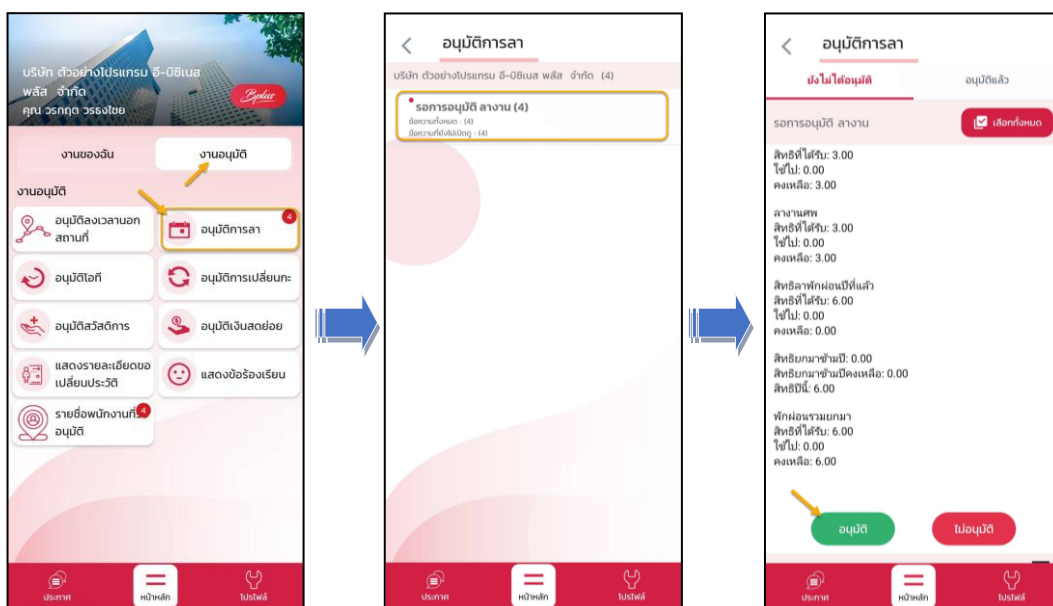 บริษัท ตัวอย่างโปรแกรม อี-บิซิเนส
พลัส จำกัด
คุณ วรกฤต วรธงไชย
Bplus
งานของฉัน
งานอนุมัติ
งานอนุมัติ
อนุมัติลงเวลานอก
สถานที่
อนุมัติการลา
4
อนุมัติโอที
อนุมัติการเปลี่ยนกะ
อนุมัติสวัสดิการ
อนุมัติเงินสดย่อย
แสดงรายละเอียดขอ
เปลี่ยนประวัติ
แสดงข้อร้องเรียน
รายชื่อพนักงานที่
4
อนุมัติ
ประกาศ
หน้าหลัก
โปรไฟล์
อนุมัติการลา
บริษัท ตัวอย่างโปรแกรม อี-บิซิเนส พลัส จำกัด (4)
รอการอนุมัติ ลางาน (4)
ข้อความทั้งหมด : (4)
ข้อความที่ยังไม่เปิดดู : (4)
ประกาศ
หน้าหลัก
โปรไฟล์
อนุมัติการลา
ยังไม่ได้อนุมัติ
อนุมัติแล้ว
รอการอนุมัติ ลางาน
เลือกทั้งหมด
สิทธิที่ได้รับ: 3.00
ใช้ไป: 0.00
คงเหลือ: 3.00
ลางานศพ
สิทธิที่ได้รับ: 3.00
ใช้ไป: 0.00
คงเหลือ: 3.00
สิทธิลาพักผ่อนปีที่แล้ว
สิทธิที่ได้รับ: 6.00
ใช้ไป: 0.00
คงเหลือ: 0.00
สิทธิยกมาข้ามปี: 0.00
สิทธิยกมาข้ามปีคงเหลือ: 0.00
สิทธิปีนี้: 6.00
พักผ่อนรวมยกมา
สิทธิที่ได้รับ: 6.00
ใช้ไป: 0.00
คงเหลือ: 6.00
อนุมัติ
ไม่อนุมัติ
ประกาศ
หน้าหลัก
โปรไฟล์